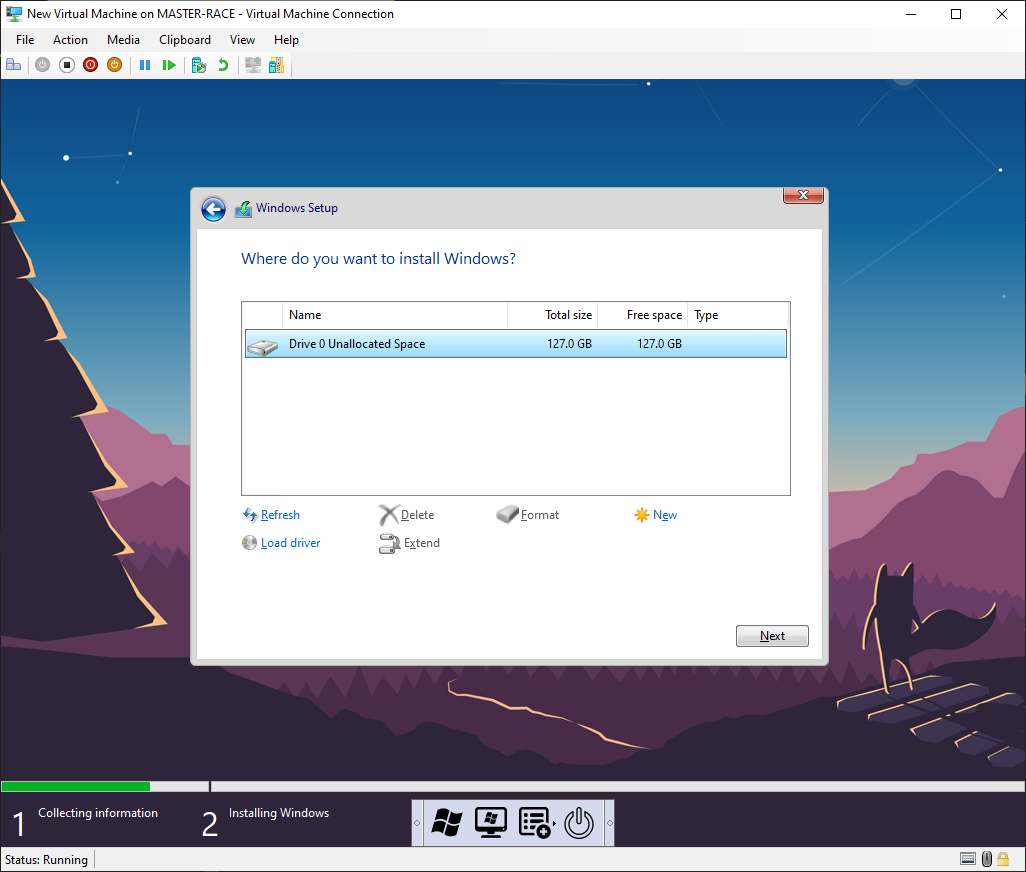 New Virtual Machine on MASTER-RACE - Virtual Machine Connection
File Action Media Clipboard View Help
Windows Setup
Where do you want to install Windows?
Name Total size Free space Type
Drive 0 Unallocated Space 127.0 GB 127.0 GB
Refresh Delete Format New
Load driver Extend
Next
1 Collecting information 2 Installing Windows
Status: Running